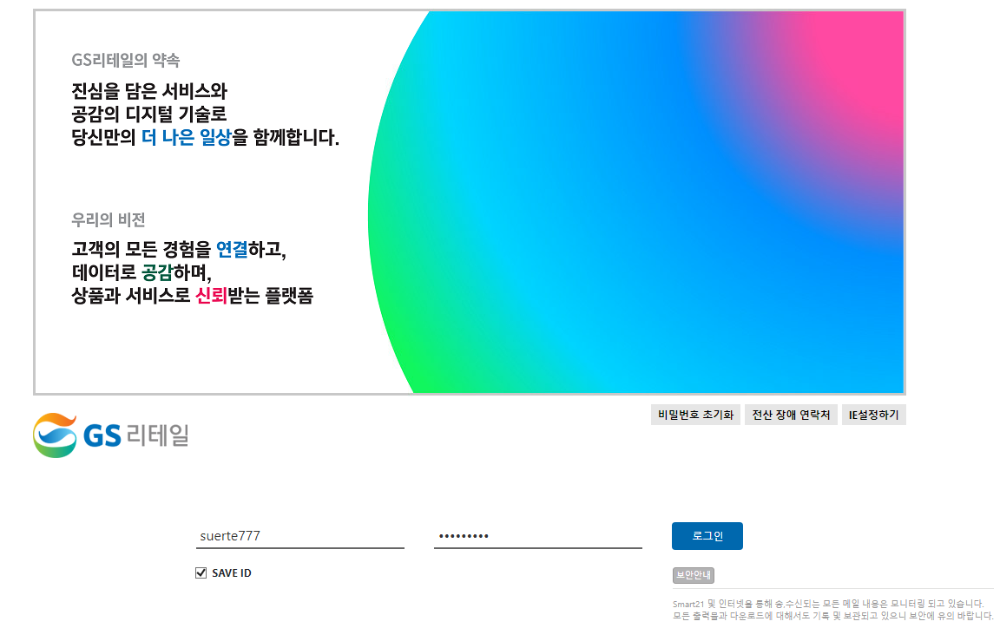 GS리테일의 약속
진심을 담은 서비스와
공감의 디지털 기술로
당신만의 더 나은 일상을 함께합니다.
우리의 비전
고객의 모든 경험을 연결하고,
데이터로 공감하며,
상품과 서비스로 신뢰받는 플랫폼
비밀번호 초기화 전산 장애 연락처 IE설정하기
GS 리테일
suerte777 ••••••••• 로그인
SAVE ID
보안안내
Smart21 및 인터넷을 통해 송,수신되는 모든 메일 내용은 모니터링 되고 있습니다.
모든 출력물과 다운로드에 대해서도 기록 및 보관되고 있으니 보안에 유의 바랍니다.